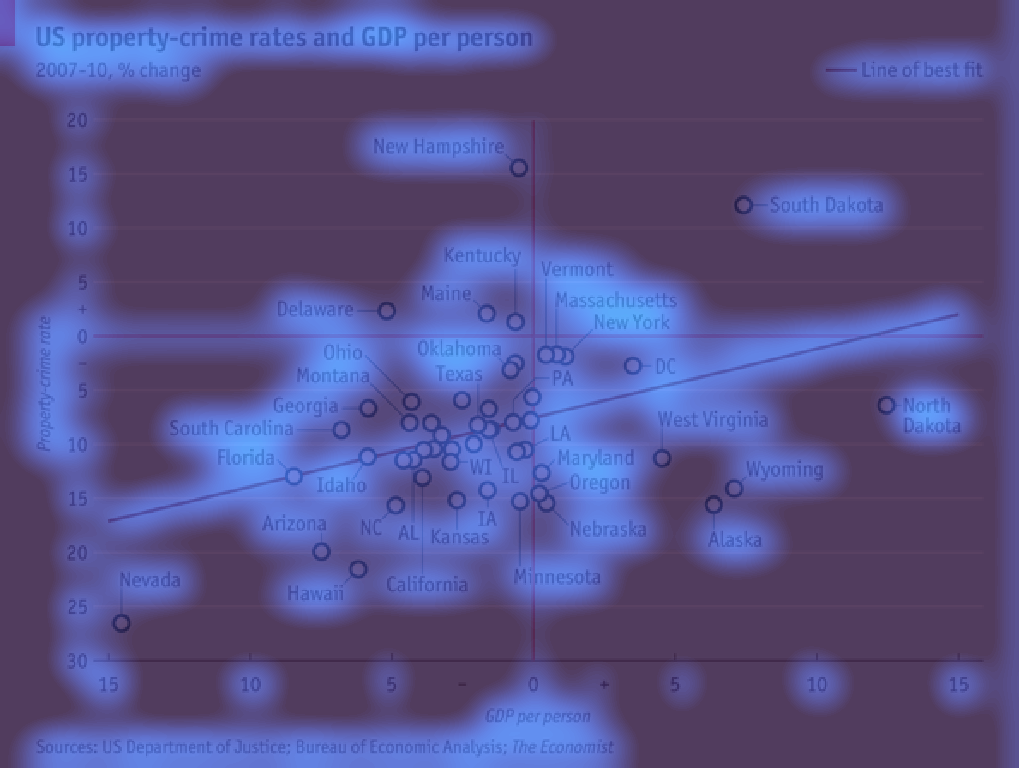 US property-crime rates and GDP per person
2007-10, % change
Line of best fit
20
New Hampshire
15
South Dakota
10
Kentucky
Vermont
5
Maine
Massachusetts
+
Delaware
New York
0
Ohio
Oklahoma
–
DC
Montana
Texas
PA
5
Georgia
North
Dakota
South Carolina
West Virginia
10
LA
Florida
WI
Maryland
Wyoming
Idaho
IL
Oregon
15
Arizona
NC
AL
Kansas
IA
Nebraska
Alaska
20
Nevada
Hawaii
California
Minnesota
25
30
Property-crime rate
15 10 5 – 0 + 5 10 15
GDP per person
Sources: US Department of Justice; Bureau of Economic Analysis; The Economist